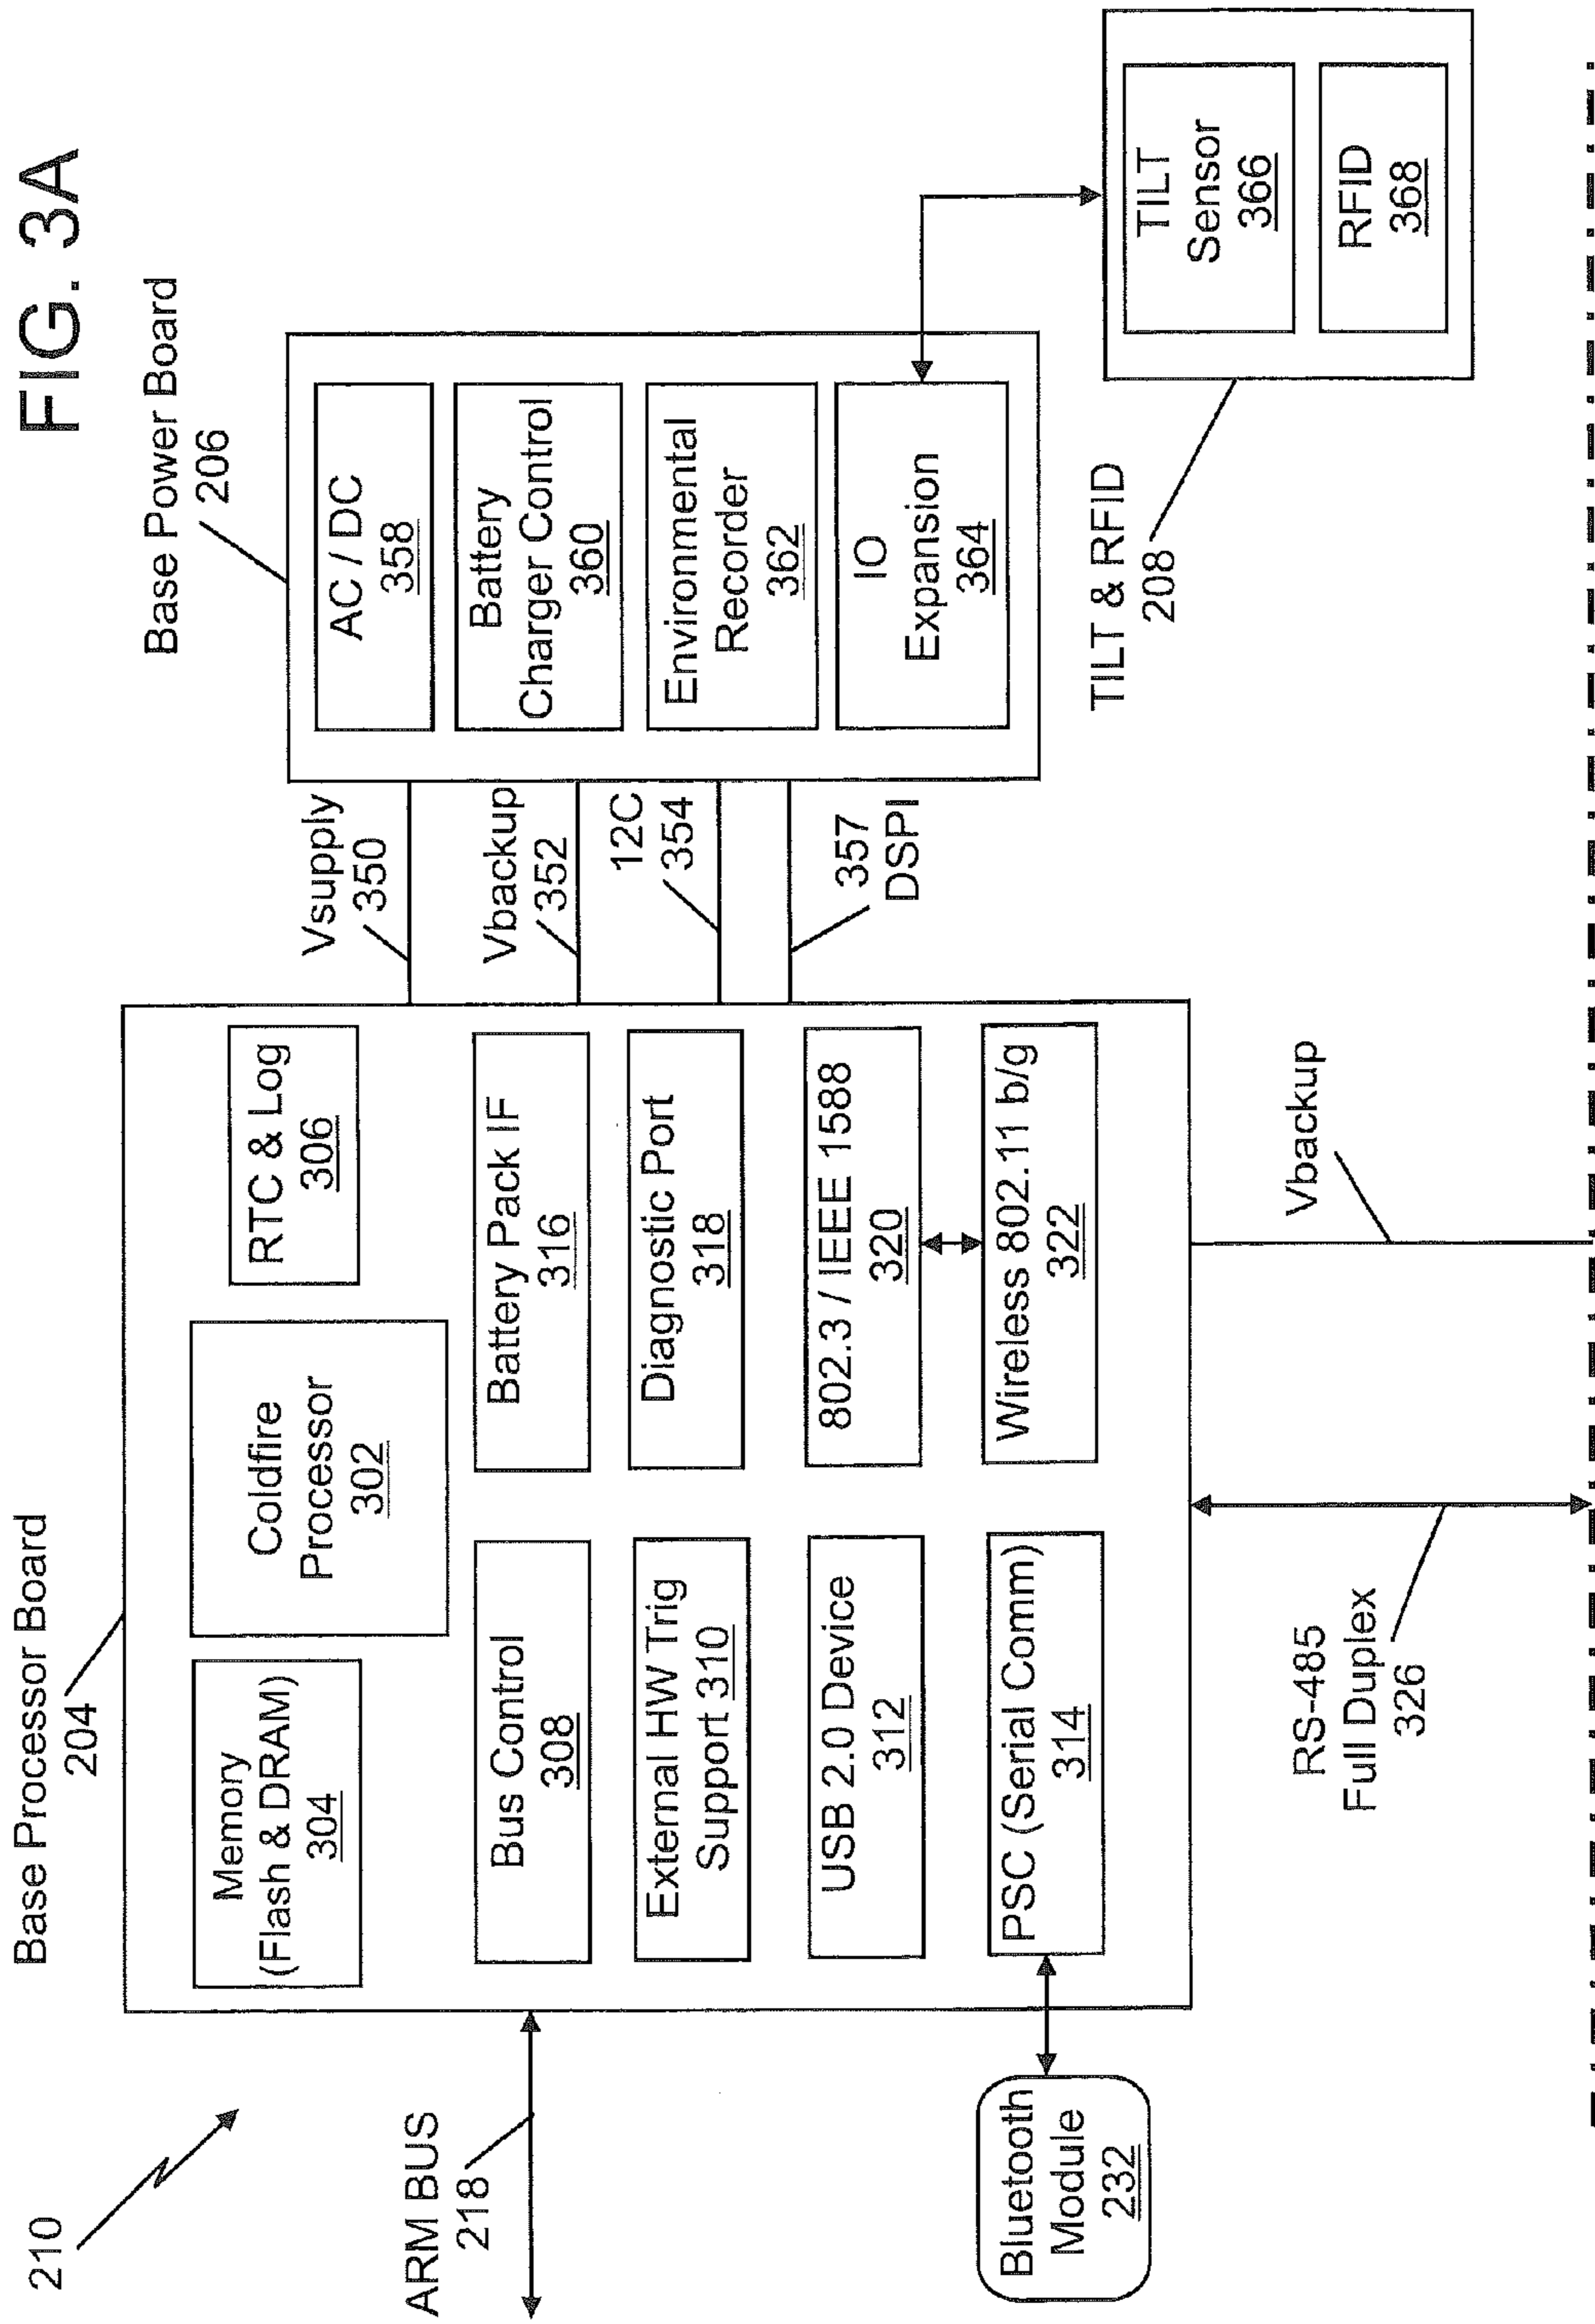 FIG. 3A
210
Base Processor Board
204
Memory
(Flash & DRAM)
304
Coldfire
Processor
302
RTC & Log
306
Bus Control
308
Battery Pack IF
316
External HW Trig
Support 310
Diagnostic Port
318
USB 2.0 Device
312
802.3 / IEEE 1588
320
PSC (Serial Comm)
314
Wireless 802.11 b/g
322
ARM BUS
218
Bluetooth
Module
232
Vsupply
350
Vbackup
352
12C
354
357
DSPI
Base Power Board
206
AC / DC
358
Battery
Charger Control
360
Environmental
Recorder
362
IO
Expansion
364
TILT & RFID
208
TILT
Sensor
366
RFID
368
RS-485
Full Duplex
326
Vbackup